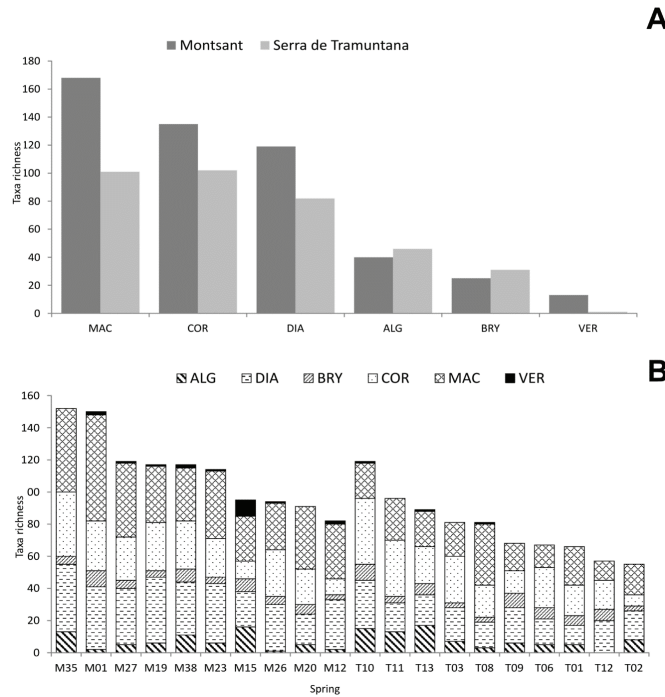 A
Montsant Serra de Tramuntana
180
160
140
120
100
80
60
40
20
0
Taxa richness
MAC COR DIA ALG BRY VER
B
ALG DIA BRY COR MAC VER
160
140
120
00
80
60
40
20
0
Taxa richness
M35 M01 M27 M19 M38 M23 M15 M26 M20 M12 T10 T11 T13 T03 T08 T09 T06 T01 T12 T02
Spring